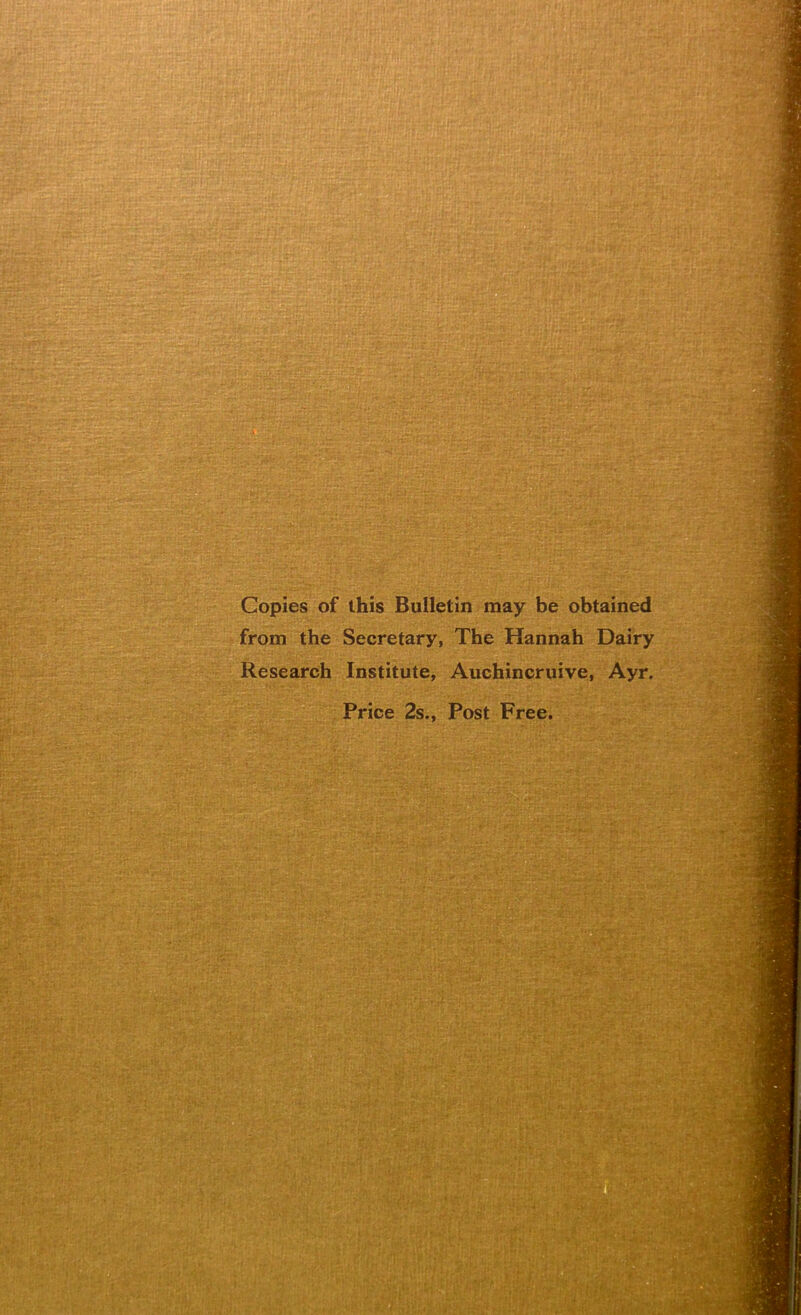 Copies of this Bulletin may be obtained
from the Secretary, The Hannah Dairy
Research Institute, Auchincruive, Ayr.
Price 2s., Post Free.